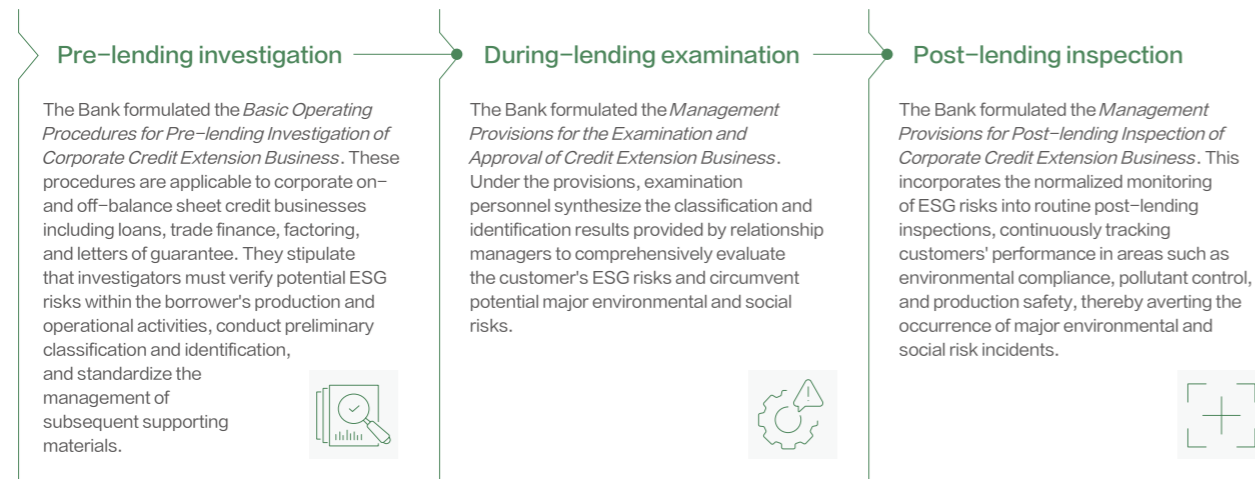 Pre-lending investigation
The Bank formulated the Basic Operating
Procedures for Pre-lending Investigation of
Corporate Credit Extension Business. These
procedures are applicable to corporate on-
and off-balance sheet credit businesses
including loans, trade finance, factoring,
and letters of guarantee. They stipulate
that investigators must verify potential ESG
risks within the borrower's production and
operational activities, conduct preliminary
classification and identification,
and standardize the
management of
subsequent supporting
materials.
During-lending examination
The Bank formulated the Management
Provisions for the Examination and
Approval of Credit Extension Business.
Under the provisions, examination
personnel synthesize the classification and
identification results provided by relationship
managers to comprehensively evaluate
the customer's ESG risks and circumvent
potential major environmental and social
risks.
Post-lending inspection
The Bank formulated the Management
Provisions for Post-lending Inspection of
Corporate Credit Extension Business. This
incorporates the normalized monitoring
of ESG risks into routine post-lending
inspections, continuously tracking
customers' performance in areas such as
environmental compliance, pollutant control,
and production safety, thereby averting the
occurrence of major environmental and
social risk incidents.